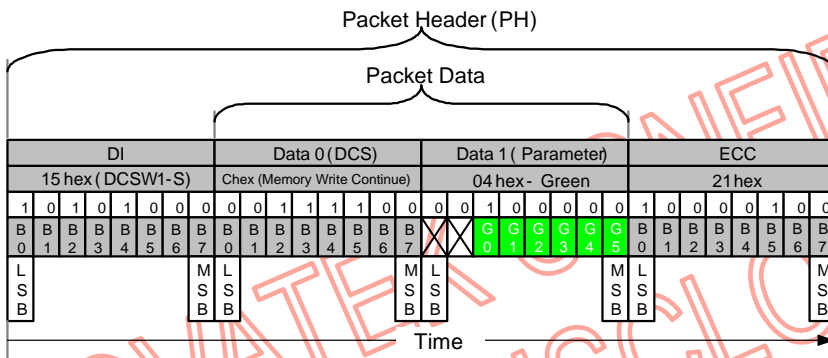 Packet Header (PH)
Packet Data
DI Data 0 (DCS) Data 1 ( Parameter) ECC
15 hex ( DCSW1-S) Chex (Memory Write Continue) 04 hex - Green 21 hex
1 0 1 0 1 0 0 0 0 0 1 1 1 1 0 0 0 0 1 0 0 0 0 0 1 0 0 0 0 1 0 0
B B B B B B B B B B B B B B B B G G G G G G B B B B B B B B
0 1 2 3 4 5 6 7 0 1 2 3 4 5 6 7 0 1 2 3 4 5 0 1 2 3 4 5 6 7
L M L M L M L M
S S S S S S S S
B B B B B B B B
Time